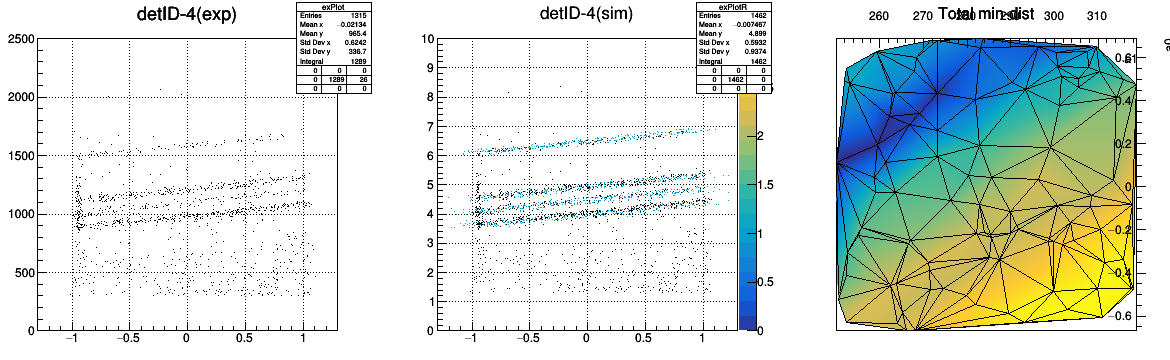 detID-4(exp)
exPlot
Entries 1315
Mean x −0.02134
Mean y 965.4
Std Dev x 0.6242
Std Dev y 336.7
Integral 1289
0 0 0
0 1289 26
0 0 0
2500
2000
1500
1000
500
0
−1 −0.5 0 0.5 1
detID-4(sim)
exPlotR
Entries 1462
Mean x −0.007467
Mean y 4.899
Std Dev x 0.5932
Std Dev y 0.9374
Integral 1462
0 0 0
0 1462 0
0 0 0
10
9
8
7
6
5
4
3
2
1
0
−1 −0.5 0 0.5 1
2
1.5
1
0.5
0
Total min dist
260 270 280 290 300 310
0.6
0.4
0.2
0
−0.2
−0.4
−0.6